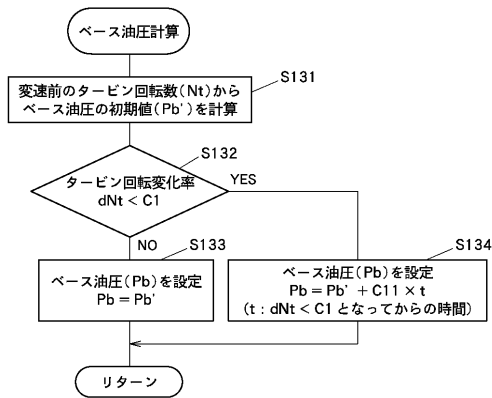 ベース油圧計算
S131
変速前のタービン回転数(Nt)から
ベース油圧の初期値(Pb')を計算
S132
タービン回転変化率
dNt < C1
YES
NO
S133
ベース油圧(Pb)を設定
Pb = Pb'
S134
ベース油圧(Pb)を設定
Pb = Pb' + C11 × t
(t : dNt < C1 となってからの時間)
リターン